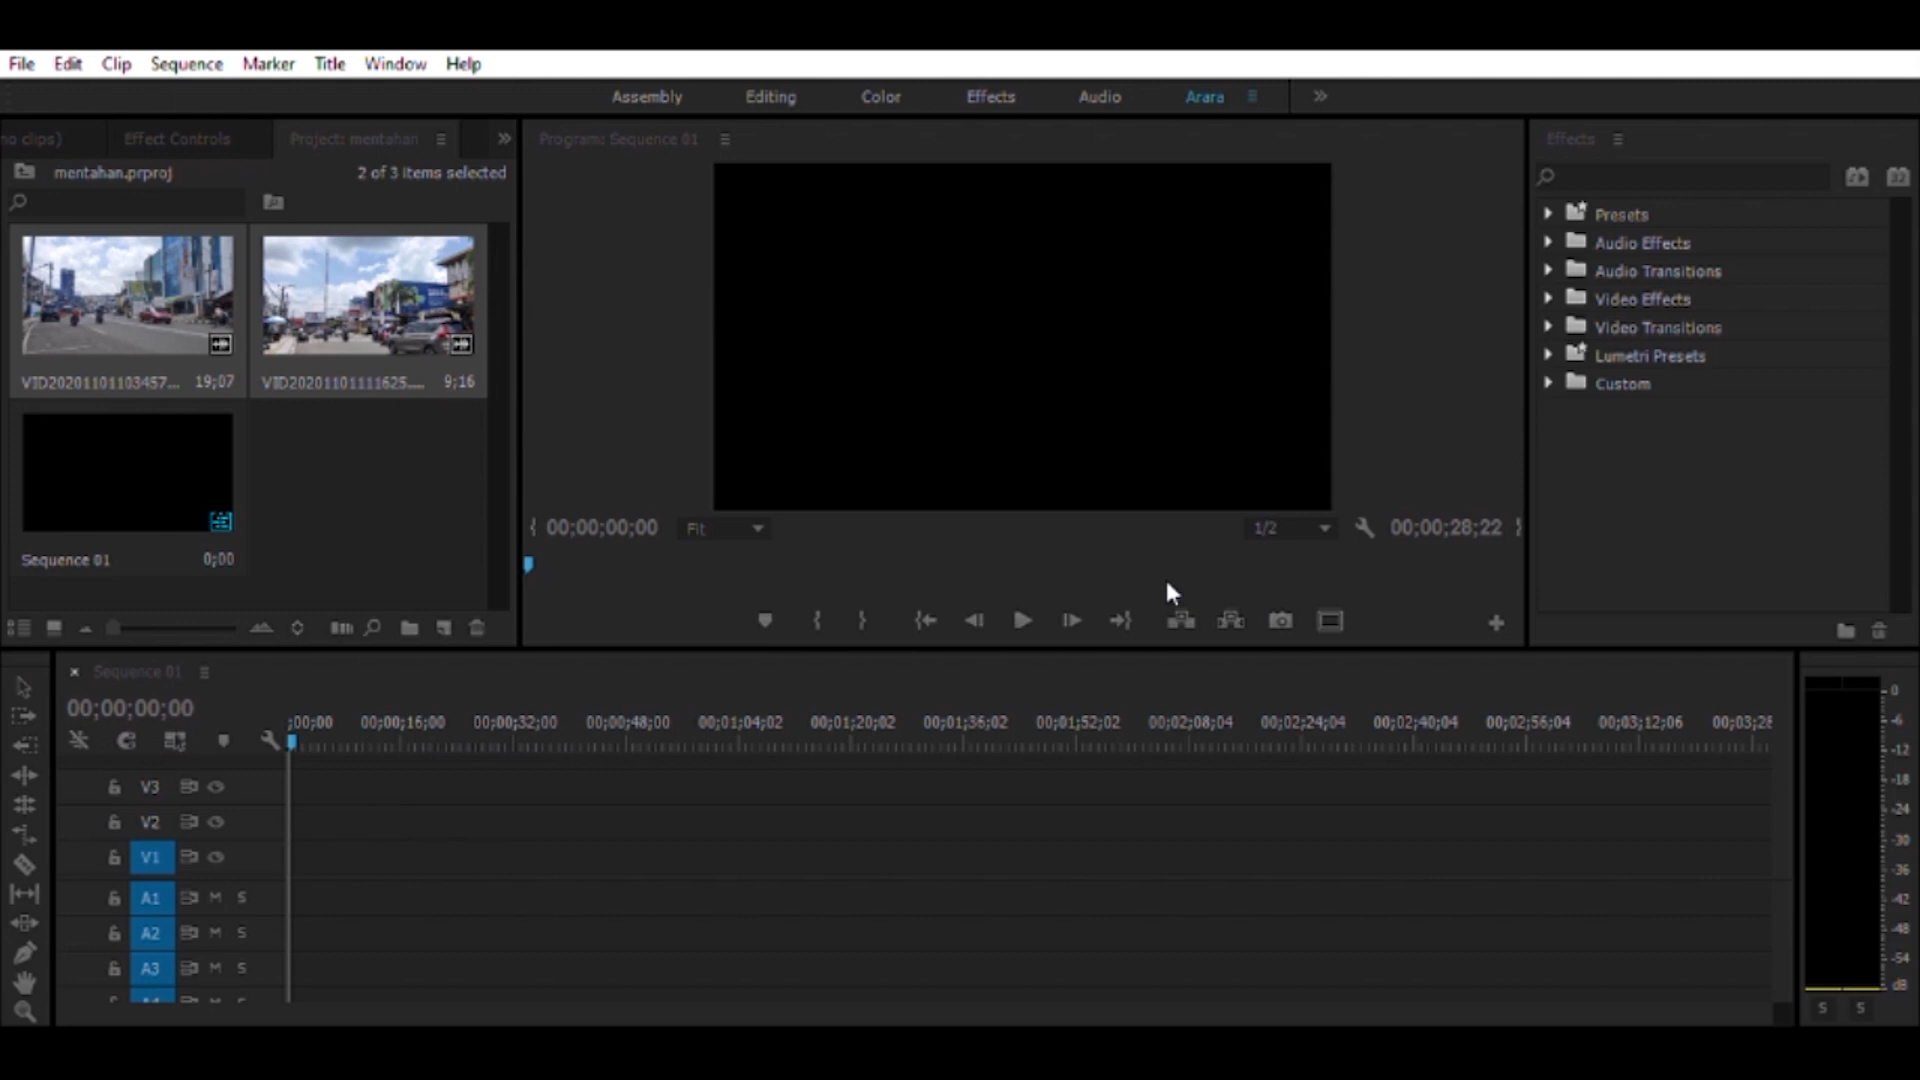 File Edit Clip Sequence Marker Title Window Help
Assembly Editing Color Effects Audio Arara
no clips) Effect Controls Project: mentahan
mentahan.prproj 2 of 3 Items selected
VID20201101103457... 19;07
VID20201101111625.... 9;16
Sequence 01 0;00
Program: Sequence 01
00;00;00;00 Fit 1/2 00;00;28;22
Effects
Presets
Audio Effects
Audio Transitions
Video Effects
Video Transitions
Lumetri Presets
Custom
Sequence 01
00;00;00;00
;00;00 00;00;16;00 00;00;32;00 00;00;48;00 00;01;04;02 00;01;20;02 00;01;36;02 00;01;52;02 00;02;08;04 00;02;24;04 00;02;40;04 00;02;56;04 00;03;12;06 00;03;28
V3
V2
V1
A1 M S
A2 M S
A3 M S
0
-6
-12
-18
-24
-30
-36
-42
-48
-54
dB
S S